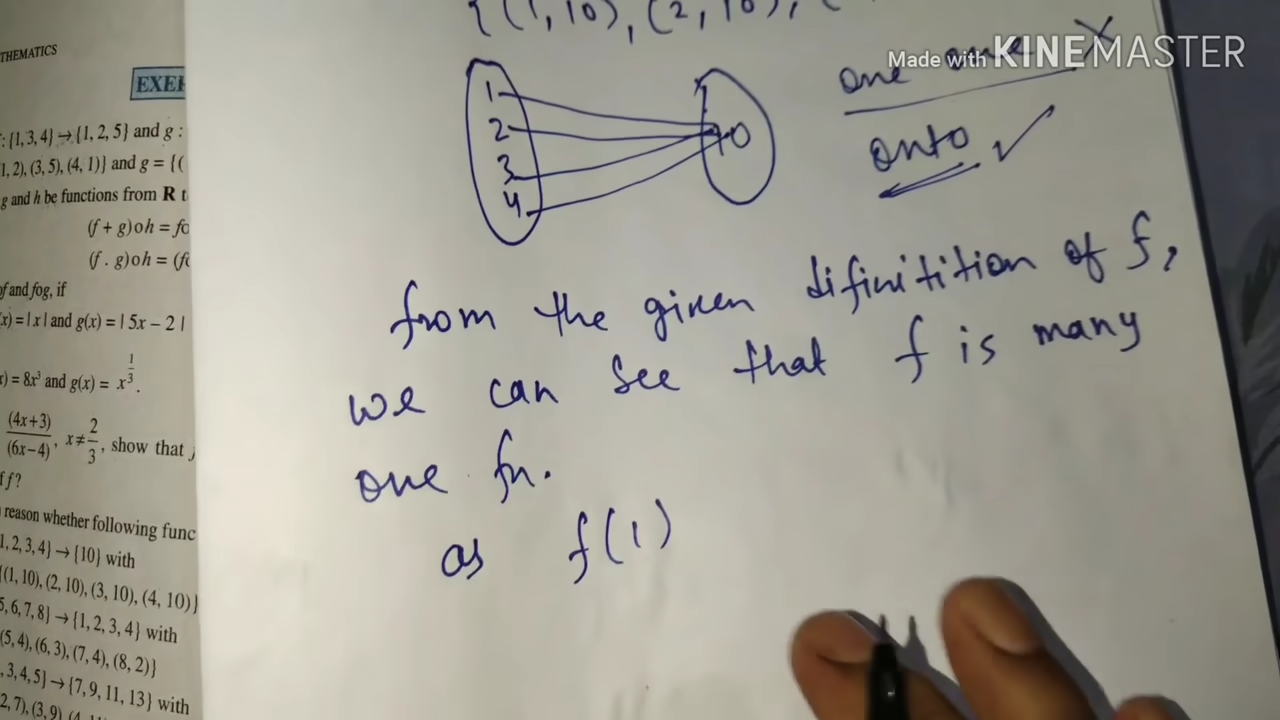 {(1, 10), (2, 10), (
Made with KINEMASTER
one one X
onto ✓
1
2
3
4
10
from the given difinitition of f,
we can see that f is many
one fn.
as f(1)
THEMATICS
EXER
: {1, 3, 4} → {1, 2, 5} and g :
1, 2), (3, 5), (4, 1)} and g = {(
g and h be functions from R t
(f + g)oh = fo
(f . g)oh = (fo
of and fog, if
x) = | x | and g(x) = | 5x – 2 |
x) = 8x³ and g(x) = x^(1/3).
(4x+3)/(6x–4), x ≠ 2/3, show that
f f?
reason whether following func
1, 2, 3, 4} → {10} with
{(1, 10), (2, 10), (3, 10), (4, 10)}
5, 6, 7, 8} → {1, 2, 3, 4} with
(5, 4), (6, 3), (7, 4), (8, 2)}
, 3, 4, 5} → {7, 9, 11, 13} with
2, 7), (3, 9), (4, 11